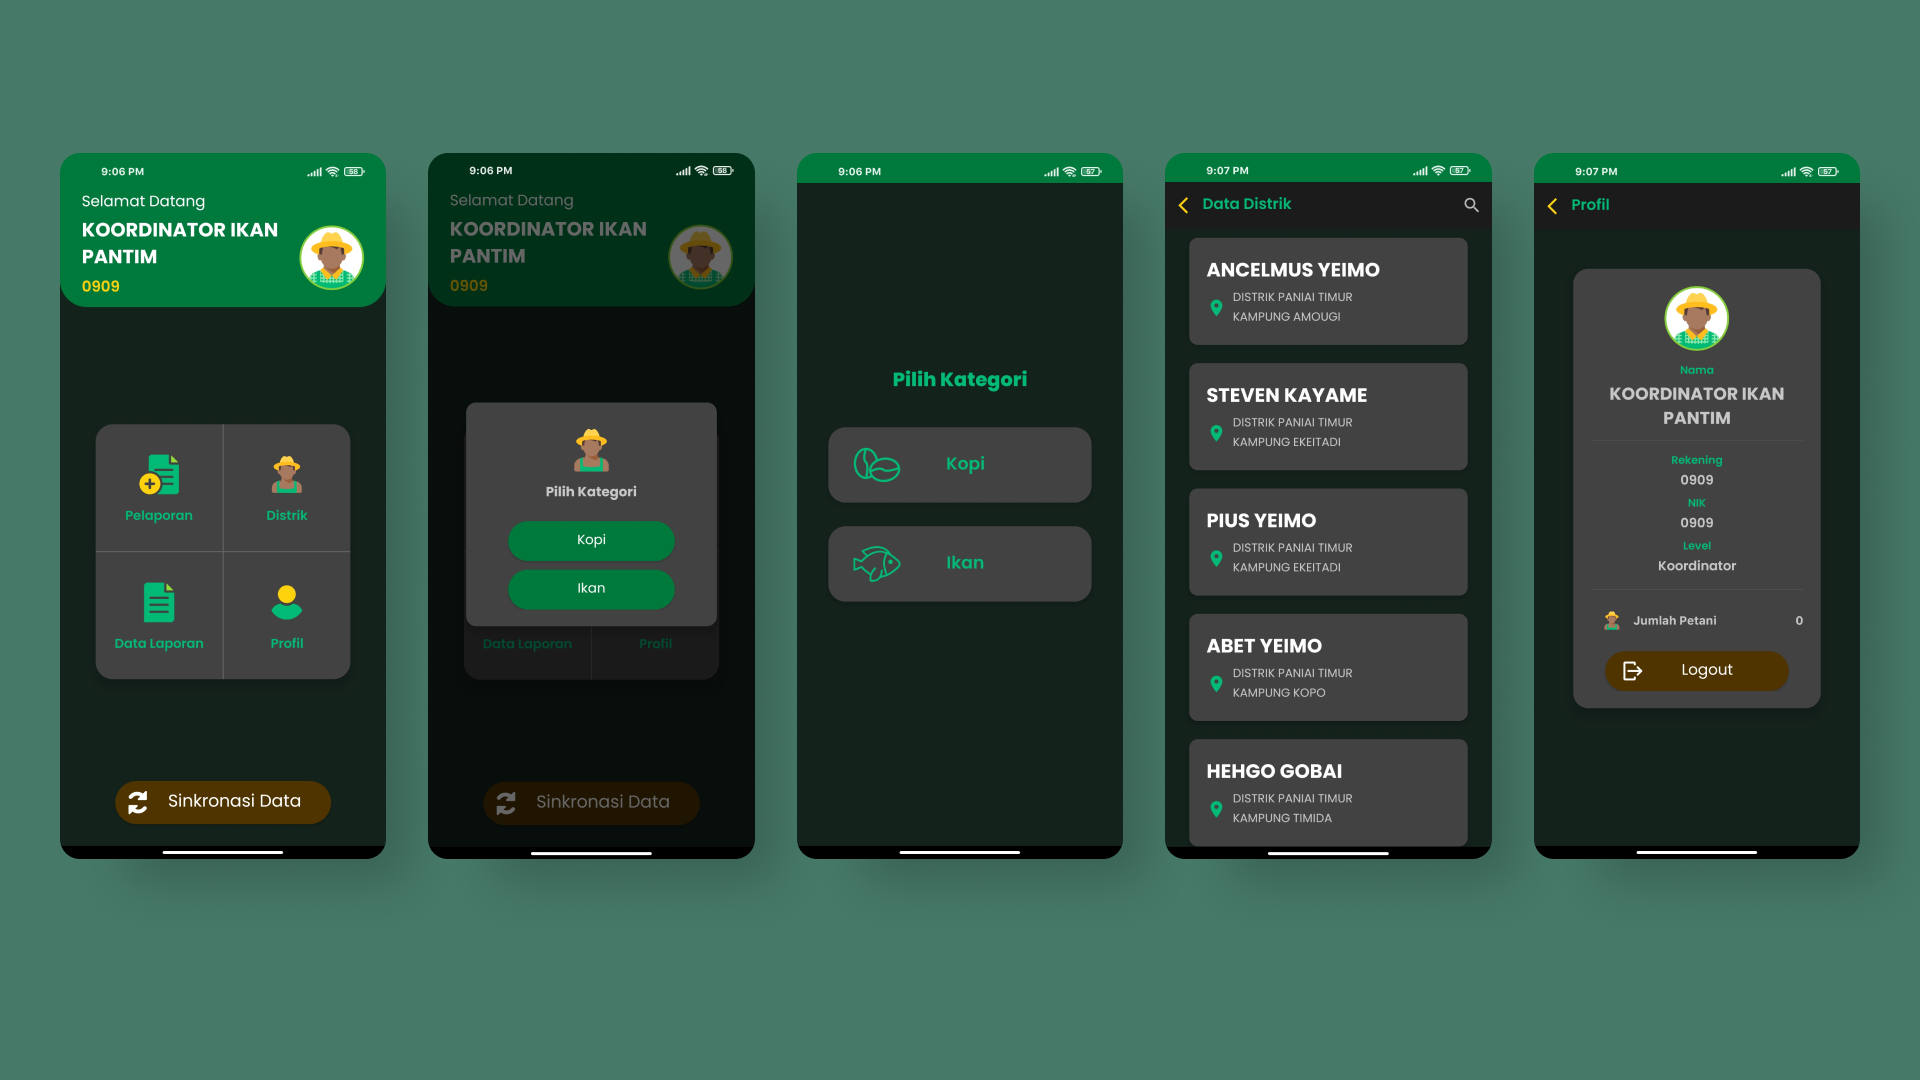 9:06 PM
58
Selamat Datang
KOORDINATOR IKAN
PANTIM
0909
Pelaporan
Distrik
Data Laporan
Profil
Sinkronasi Data
9:06 PM
58
Selamat Datang
KOORDINATOR IKAN
PANTIM
0909
Pilih Kategori
Kopi
Ikan
Data Laporan
Profil
Sinkronasi Data
9:06 PM
57
Pilih Kategori
Kopi
Ikan
9:07 PM
57
Data Distrik
ANCELMUS YEIMO
DISTRIK PANIAI TIMUR
KAMPUNG AMOUGI
STEVEN KAYAME
DISTRIK PANIAI TIMUR
KAMPUNG EKEITADI
PIUS YEIMO
DISTRIK PANIAI TIMUR
KAMPUNG EKEITADI
ABET YEIMO
DISTRIK PANIAI TIMUR
KAMPUNG KOPO
HEHGO GOBAI
DISTRIK PANIAI TIMUR
KAMPUNG TIMIDA
9:07 PM
57
Profil
Nama
KOORDINATOR IKAN
PANTIM
Rekening
0909
NIK
0909
Level
Koordinator
Jumlah Petani 0
Logout